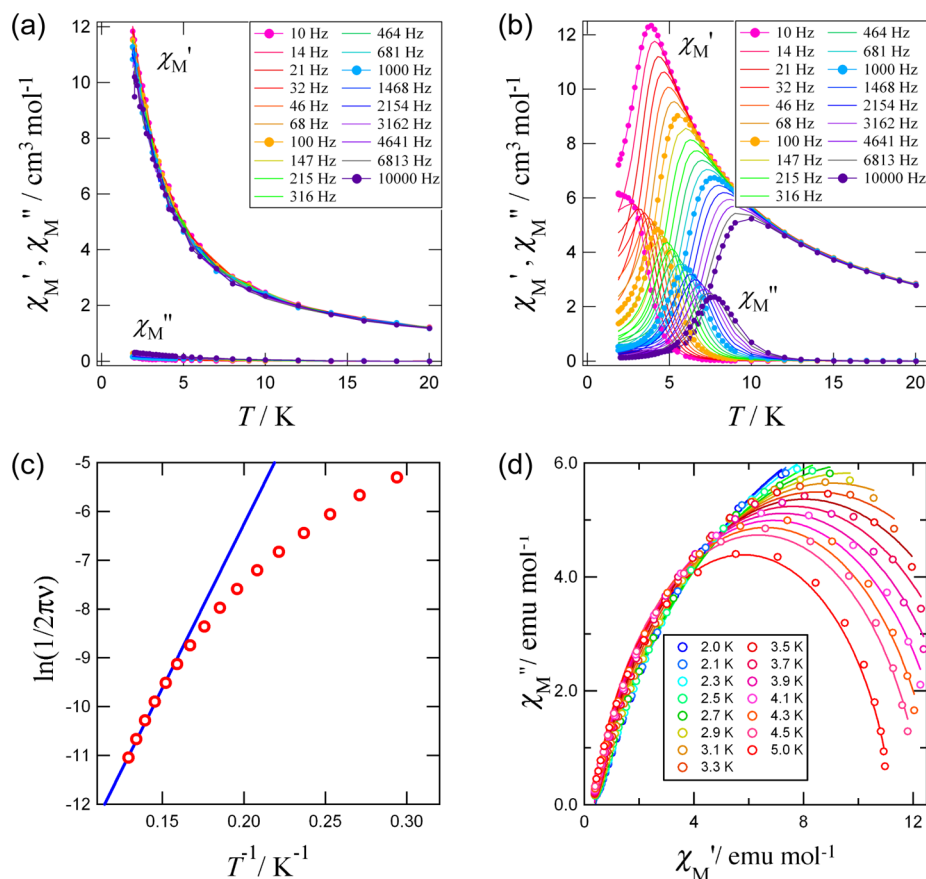 (a)
χM'
χM''
10 Hz
14 Hz
21 Hz
32 Hz
46 Hz
68 Hz
100 Hz
147 Hz
215 Hz
316 Hz
464 Hz
681 Hz
1000 Hz
1468 Hz
2154 Hz
3162 Hz
4641 Hz
6813 Hz
10000 Hz
χM' , χM'' / cm³ mol⁻¹
12
10
8
6
4
2
0
0
5
10
15
20
T / K
(b)
χM'
χM''
10 Hz
14 Hz
21 Hz
32 Hz
46 Hz
68 Hz
100 Hz
147 Hz
215 Hz
316 Hz
464 Hz
681 Hz
1000 Hz
1468 Hz
2154 Hz
3162 Hz
4641 Hz
6813 Hz
10000 Hz
χM' , χM'' / cm³ mol⁻¹
12
10
8
6
4
2
0
0
5
10
15
20
T / K
(c)
ln(1/2πν)
-5
-6
-7
-8
-9
-10
-11
-12
0.15
0.20
0.25
0.30
T⁻¹/ K⁻¹
(d)
χM''/ emu mol⁻¹
6.0
4.0
2.0
0.0
2.0 K
2.1 K
2.3 K
2.5 K
2.7 K
2.9 K
3.1 K
3.3 K
3.5 K
3.7 K
3.9 K
4.1 K
4.3 K
4.5 K
5.0 K
0
4
8
12
χM'/ emu mol⁻¹